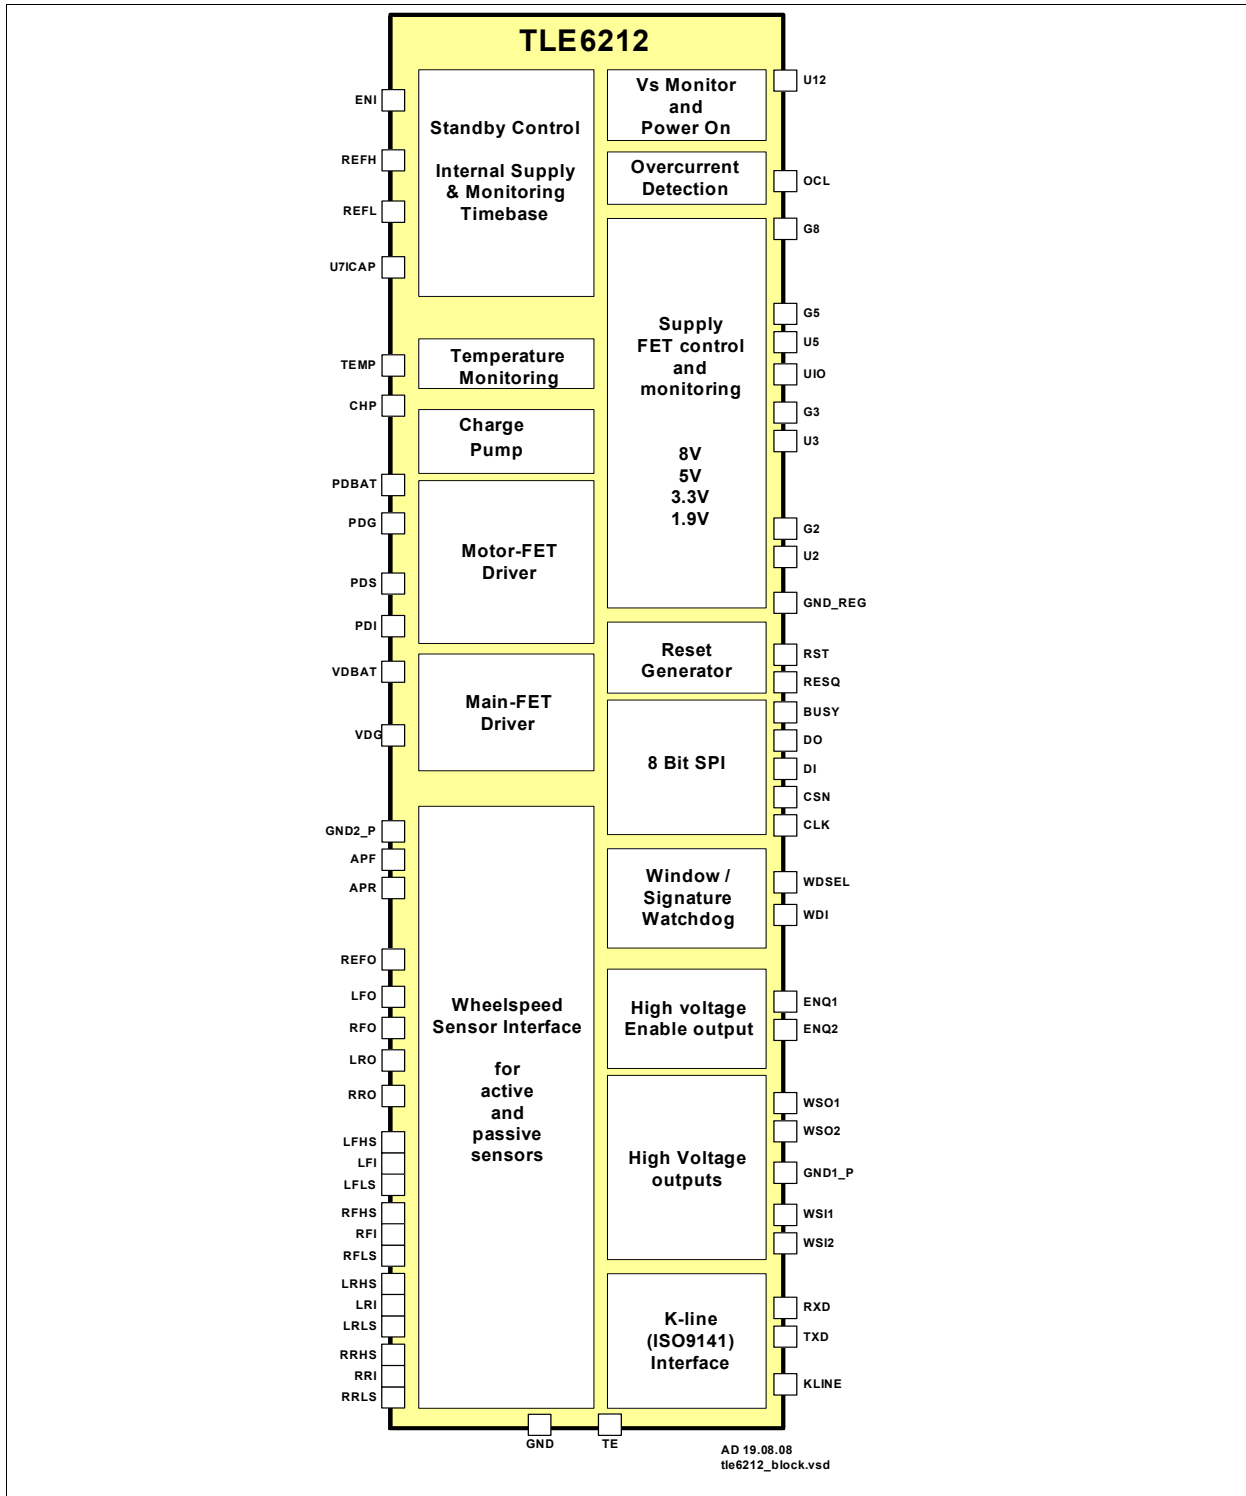 TLE6212
ENI
REFH
REFL
U7ICAP
TEMP
CHP
PDBAT
PDG
PDS
PDI
VDBAT
VDG
GND2_P
APF
APR
REFO
LFO
RFO
LRO
RRO
LFHS
LFI
LFLS
RFHS
RFI
RFLS
LRHS
LRI
LRLS
RRHS
RRI
RRLS
Standby Control
Internal Supply
& Monitoring
Timebase
Temperature
Monitoring
Charge
Pump
Motor-FET
Driver
Main-FET
Driver
Wheelspeed
Sensor Interface
for
active
and
passive
sensors
Vs Monitor
and
Power On
Overcurrent
Detection
Supply
FET control
and
monitoring
8V
5V
3.3V
1.9V
Reset
Generator
8 Bit SPI
Window /
Signature
Watchdog
High voltage
Enable output
High Voltage
outputs
K-line
(ISO9141)
Interface
U12
OCL
G8
G5
U5
UIO
G3
U3
G2
U2
GND_REG
RST
RESQ
BUSY
DO
DI
CSN
CLK
WDSEL
WDI
ENQ1
ENQ2
WSO1
WSO2
GND1_P
WSI1
WSI2
RXD
TXD
KLINE
GND
TE
AD 19.08.08
tle6212_block.vsd